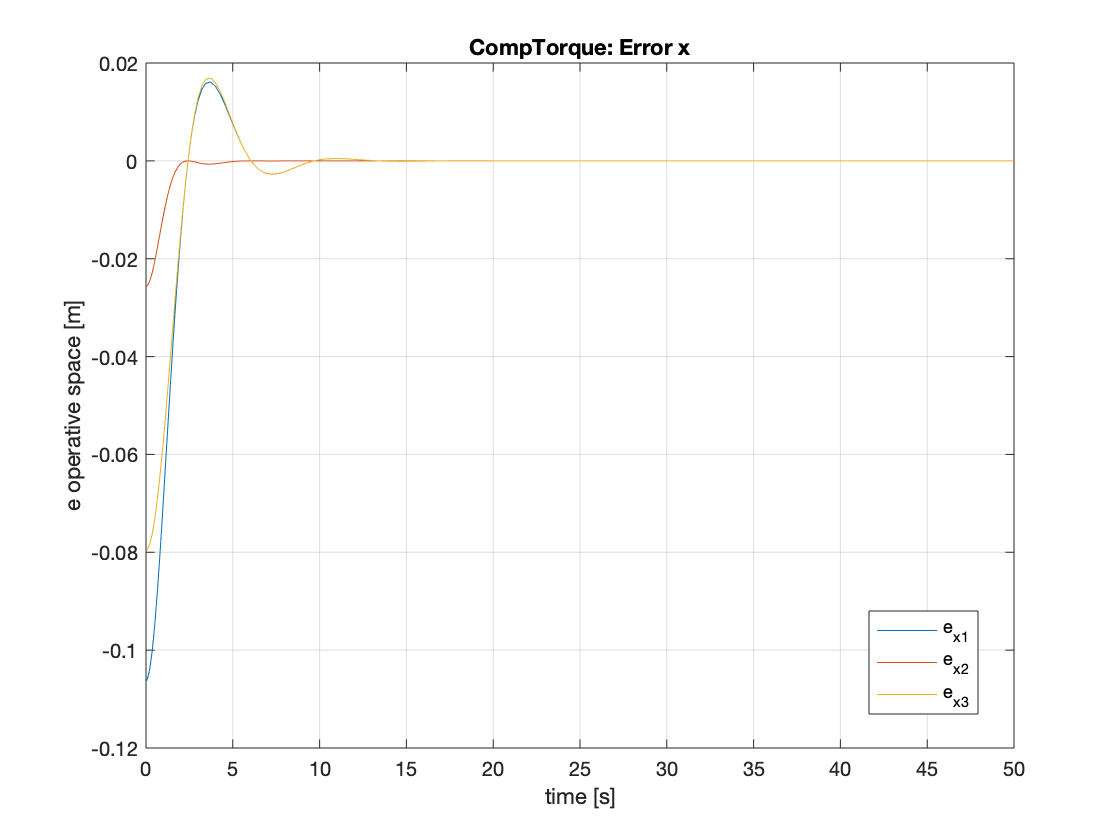 CompTorque: Error x
0.02
0
-0.02
-0.04
-0.06
-0.08
-0.1
-0.12
e operative space [m]
0 5 10 15 20 25 30 35 40 45 50
time [s]
e_x1
e_x2
e_x3